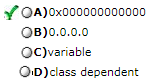 A) 0x000000000000
B) 0.0.0.0
C) variable
D) class dependent